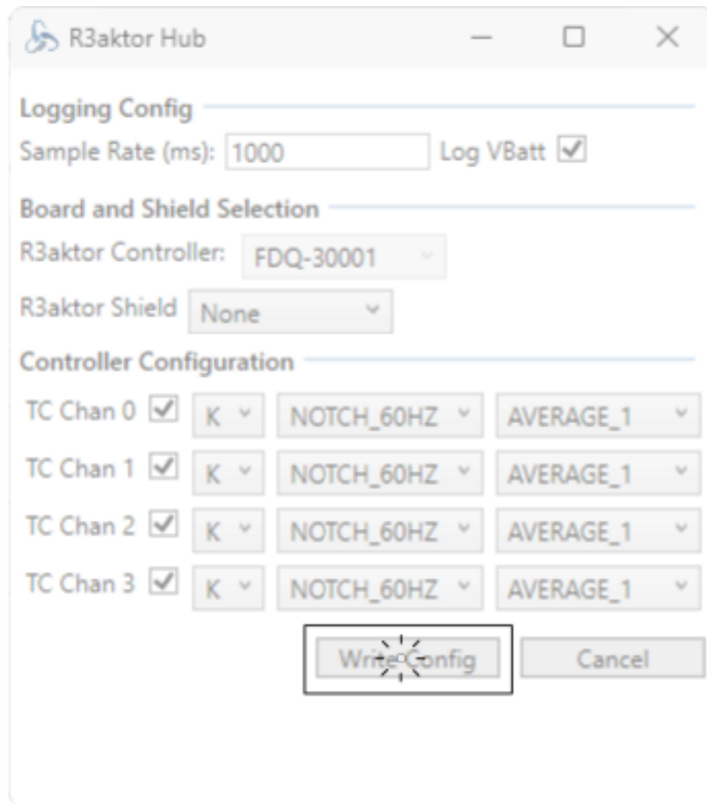 R3aktor Hub
Logging Config
Sample Rate (ms): 1000 Log VBatt
Board and Shield Selection
R3aktor Controller: FDQ-30001
R3aktor Shield None
Controller Configuration
TC Chan 0 K NOTCH_60HZ AVERAGE_1
TC Chan 1 K NOTCH_60HZ AVERAGE_1
TC Chan 2 K NOTCH_60HZ AVERAGE_1
TC Chan 3 K NOTCH_60HZ AVERAGE_1
Write Config Cancel